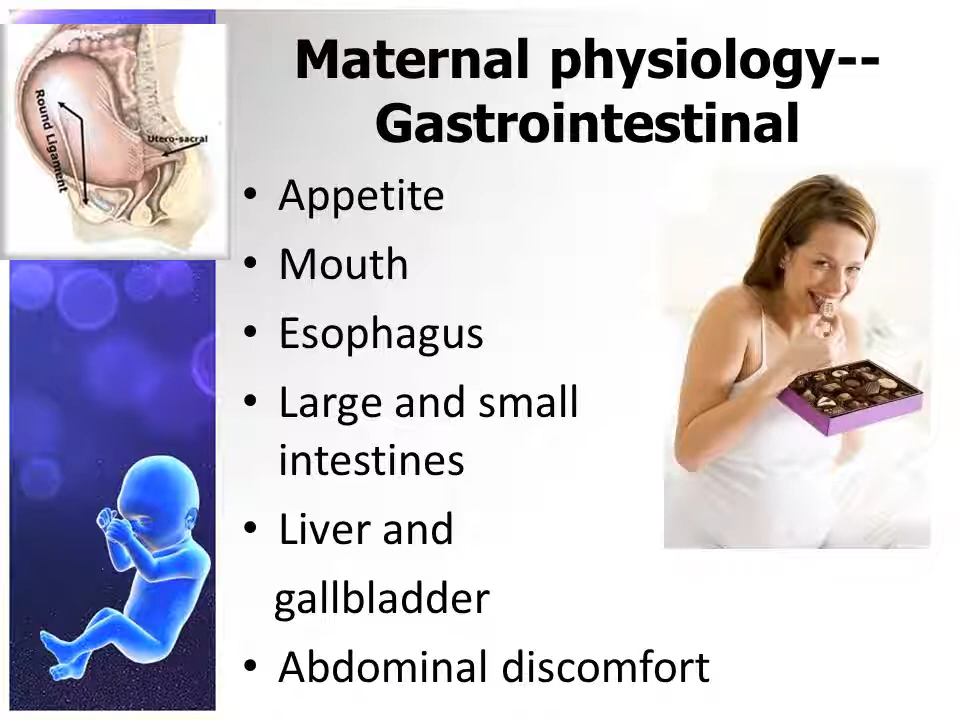 Maternal physiology--
Gastrointestinal
Round Ligament
Utero-sacral
• Appetite
• Mouth
• Esophagus
• Large and small
intestines
• Liver and
gallbladder
• Abdominal discomfort